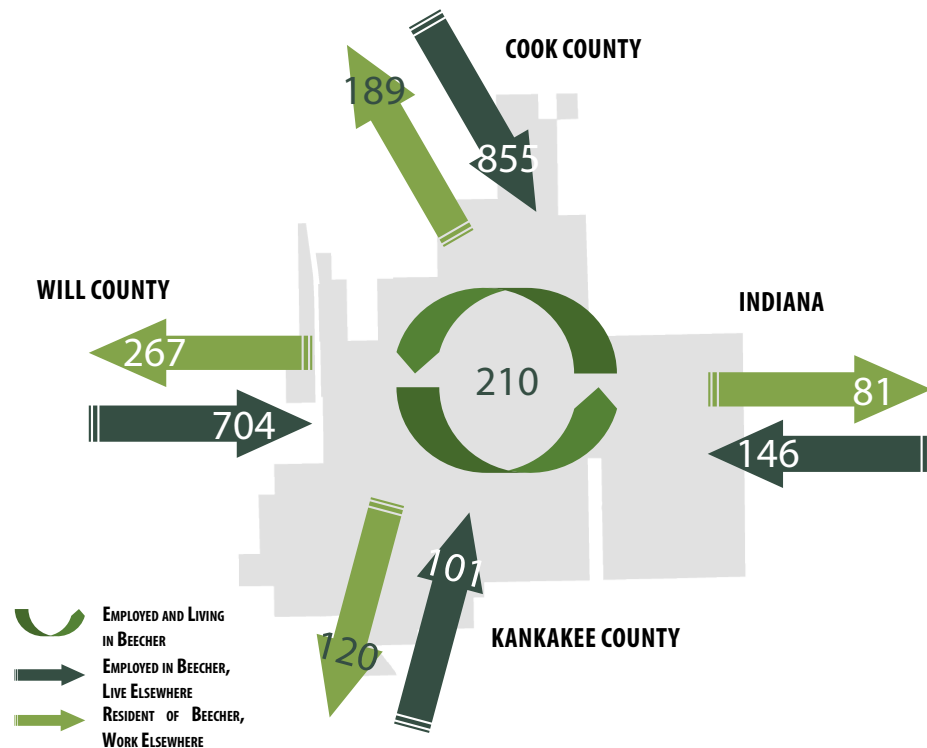 COOK COUNTY
189
855
WILL COUNTY
INDIANA
267
210
81
704
146
101
120
KANKAKEE COUNTY
EMPLOYED AND LIVING
IN BEECHER
EMPLOYED IN BEECHER,
LIVE ELSEWHERE
RESIDENT OF BEECHER,
WORK ELSEWHERE